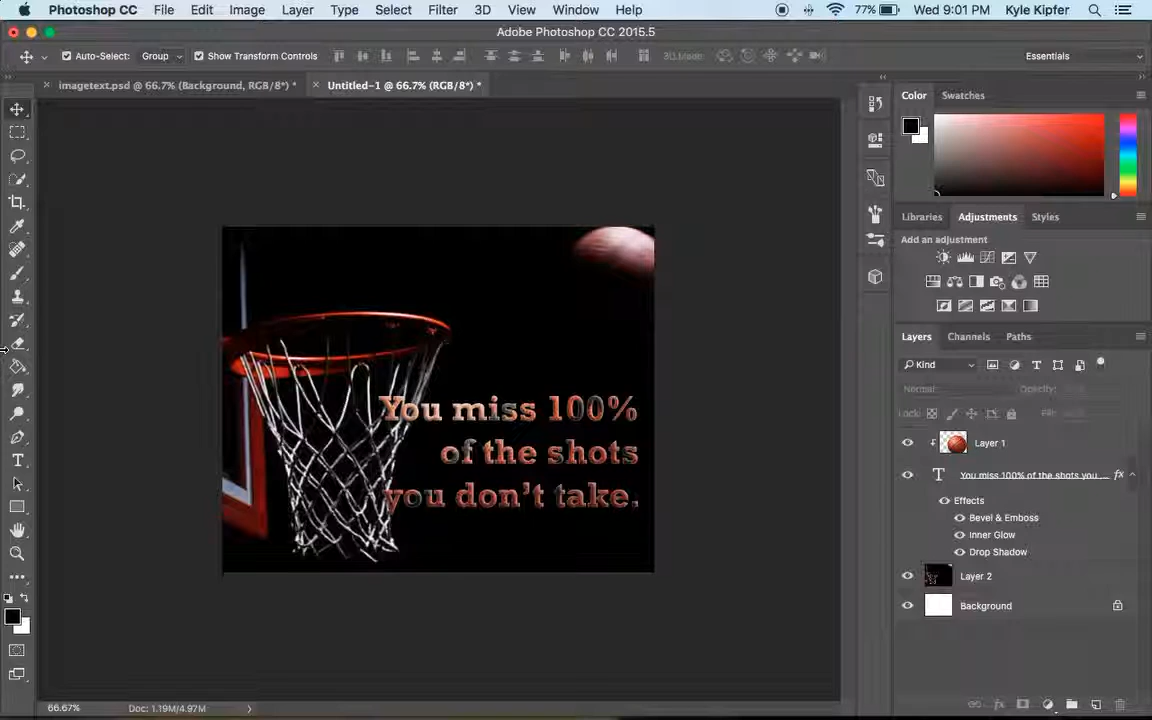 Photoshop CC File Edit Image Layer Type Select Filter 3D View Window Help 77% Wed 9:01 PM Kyle Kipfer
Adobe Photoshop CC 2015.5
Auto-Select: Group Show Transform Controls 3D Mode: Essentials
imagetext.psd @ 66.7% (Background, RGB/8*) * Untitled-1 @ 66.7% (RGB/8*) *
Color Swatches
Libraries Adjustments Styles
Add an adjustment
Layers Channels Paths
Kind
Normal Opacity:
Lock: Fill:
Layer 1
You miss 100% of the shots you ... fx
Effects
Bevel & Emboss
Inner Glow
Drop Shadow
Layer 2
Background
You miss 100%
of the shots
you don't take.
66.67% Doc: 1.19M/4.97M